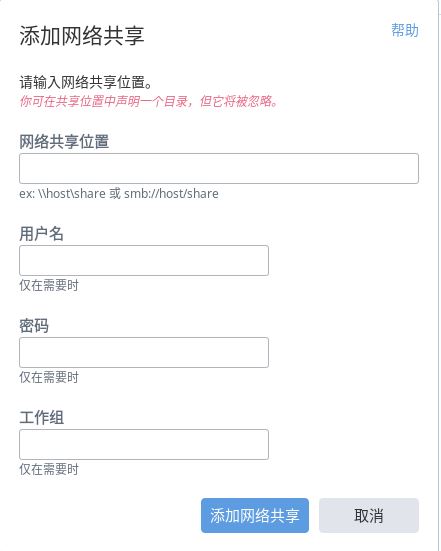 添加网络共享
帮助
请输入网络共享位置。
你可在共享位置中声明一个目录，但它将被忽略。
网络共享位置
ex: \\host\share 或 smb://host/share
用户名
仅在需要时
密码
仅在需要时
工作组
仅在需要时
添加网络共享
取消